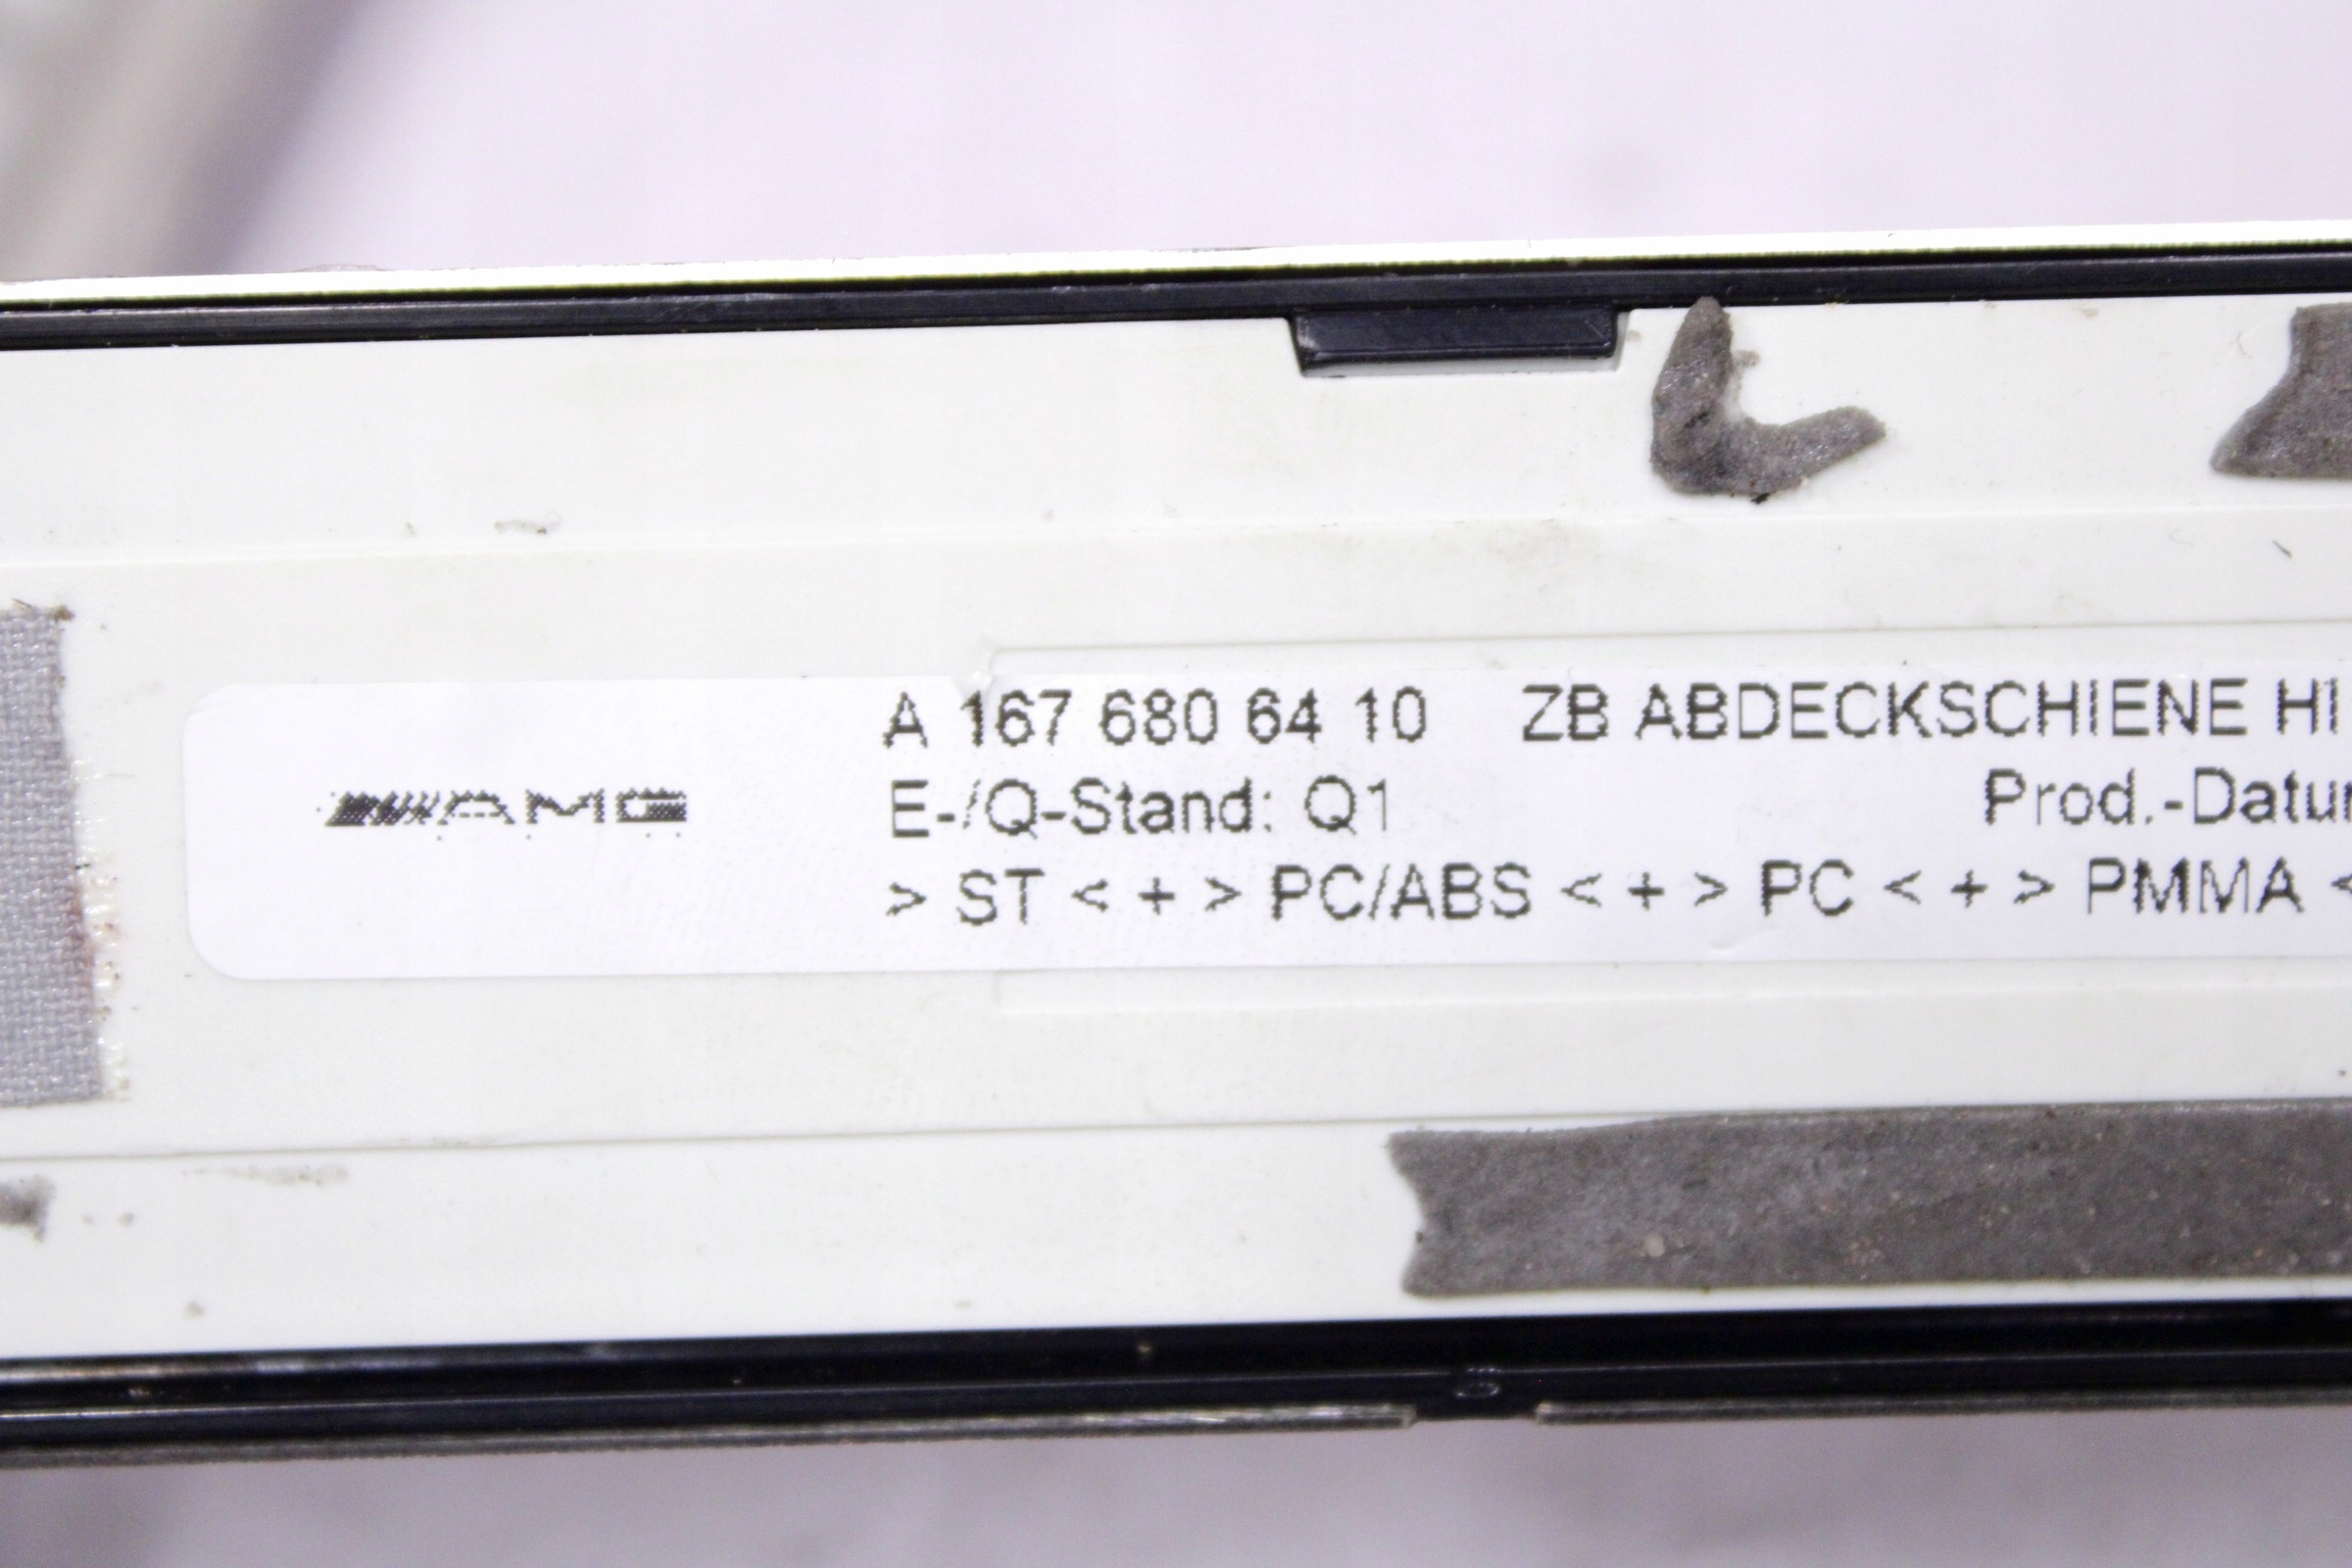 A 167 680 64 10 ZB ABDECKSCHIENE HI
AMG
E-/Q-Stand: Q1 Prod.-Datu
> ST < + > PC/ABS < + > PC < + > PMMA <